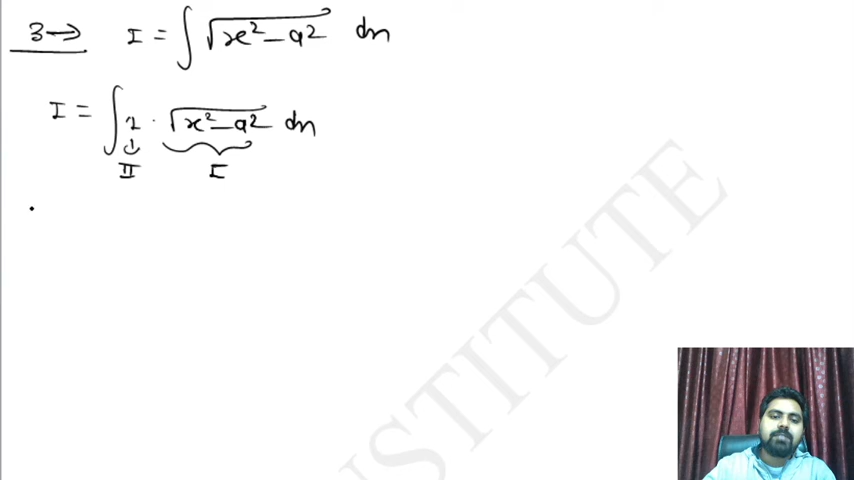 3→ I = ∫ √x²-a² dx
I = ∫ 1 · √x²-a² dx
↓
II I
INSTITUTE